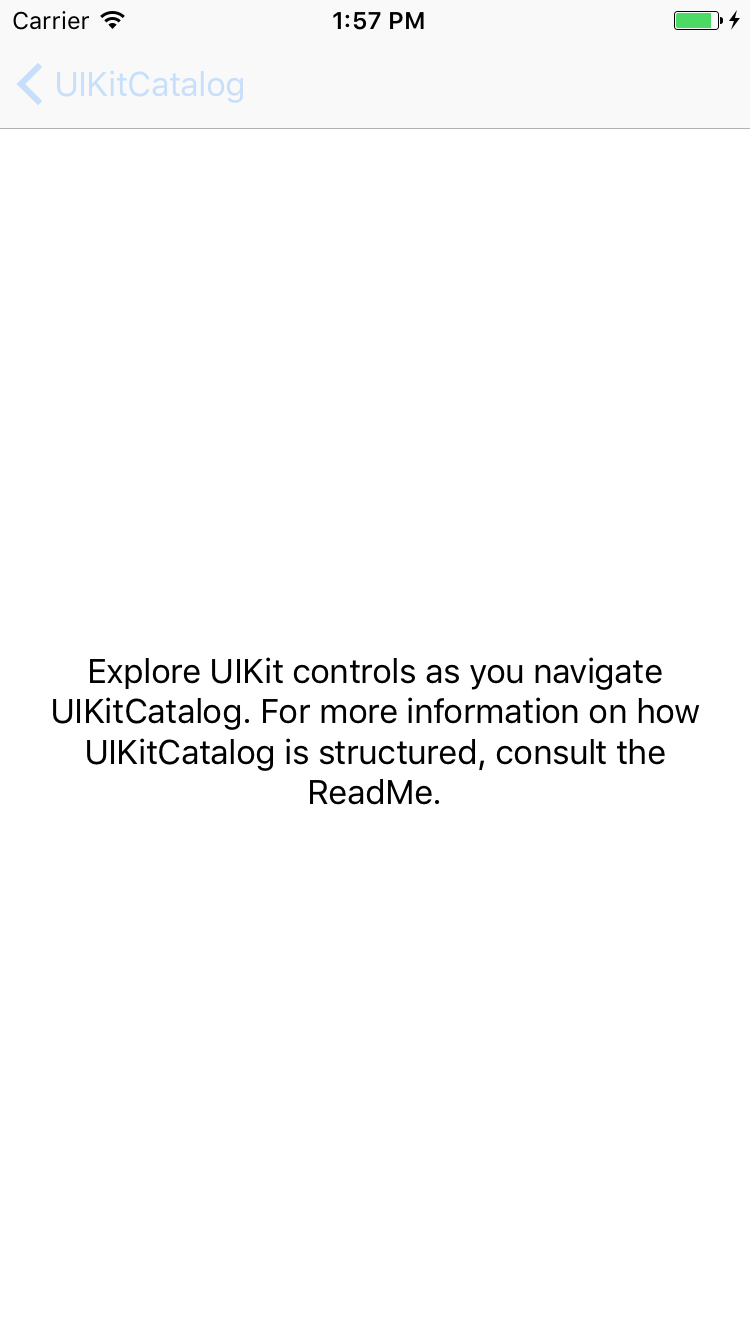 Carrier 1:57 PM
UIKitCatalog
Explore UIKit controls as you navigate
UIKitCatalog. For more information on how
UIKitCatalog is structured, consult the
ReadMe.